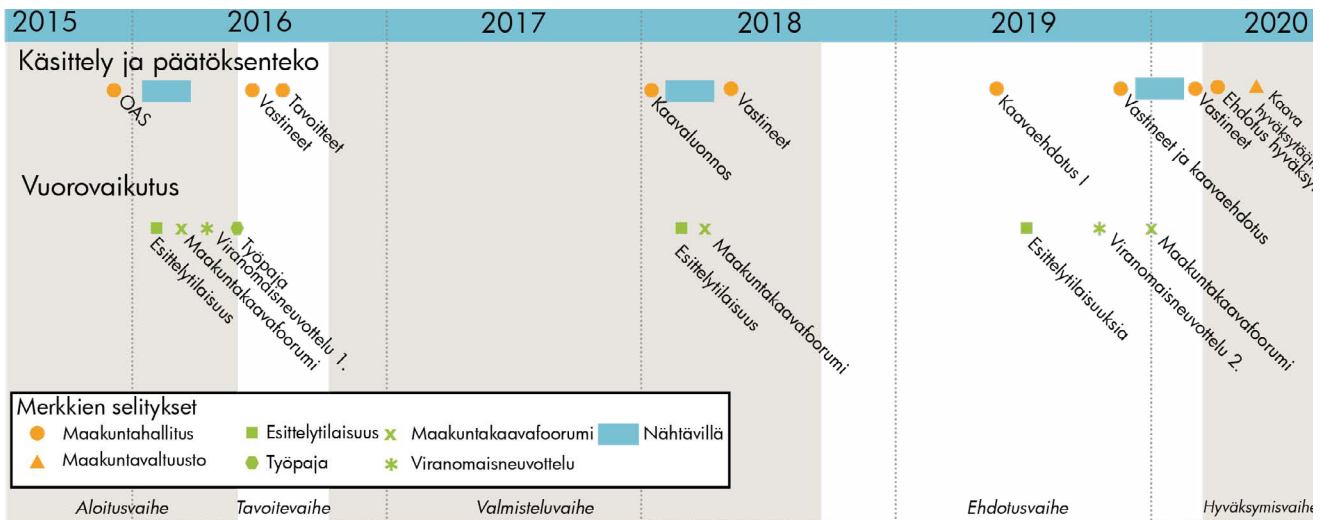 2015 2016 2017 2018 2019 2020
Käsittely ja päätöksenteko
OAS
Vastineet
Tavoitteet
Kaavaluonnos
Vastineet
Kaavaehdotus I
Vastineet ja kaavaehdotus
Vastineet
Ehdotus hyväksy
Kaava
hyväksytään
Vuorovaikutus
Esittelytilaisuus
Maakuntakaavafoorumi
Viranomaisneuvottelu 1.
Työpaja
Esittelytilaisuus
Maakuntakaavafoorumi
Esittelytilaisuuksia
Viranomaisneuvottelu 2.
Maakuntakaavafoorumi
Merkkien selitykset
Maakuntahallitus
Esittelytilaisuus
Maakuntakaavafoorumi
Nähtävillä
Maakuntavaltuusto
Työpaja
Viranomaisneuvottelu
Aloitusvaihe Tavoitevaihe Valmisteluvaihe Ehdotusvaihe Hyväksymisvaihe